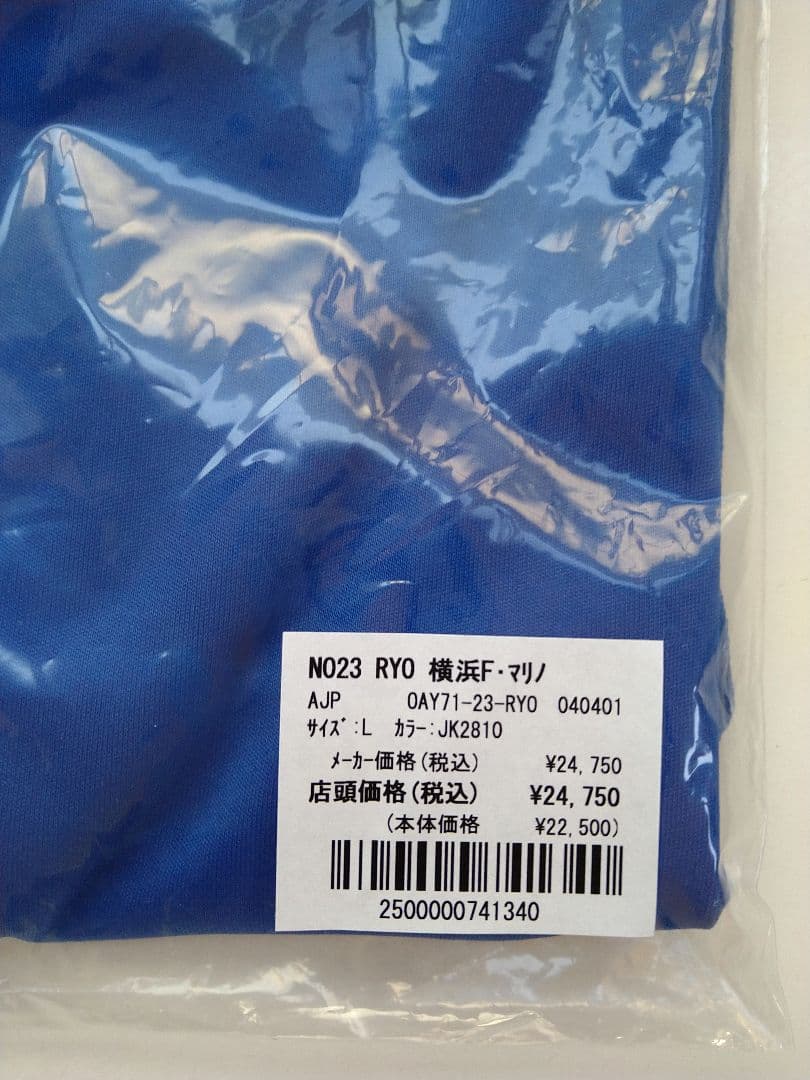 NO23 RYO 横浜F・ﾏﾘﾉ
AJP 0AY71-23-RYO 040401
ｻｲｽﾞ:L ｶﾗｰ:JK2810
ﾒｰｶｰ価格(税込) ¥24,750
店頭価格(税込) ¥24,750
(本体価格 ¥22,500)
2500000741340